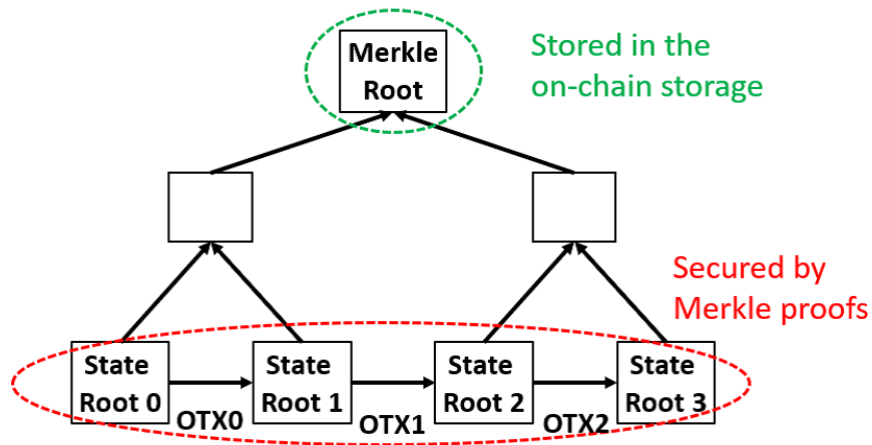 Merkle
Root
Stored in the
on-chain storage
Secured by
Merkle proofs
State
Root 0
OTX0
State
Root 1
OTX1
State
Root 2
OTX2
State
Root 3